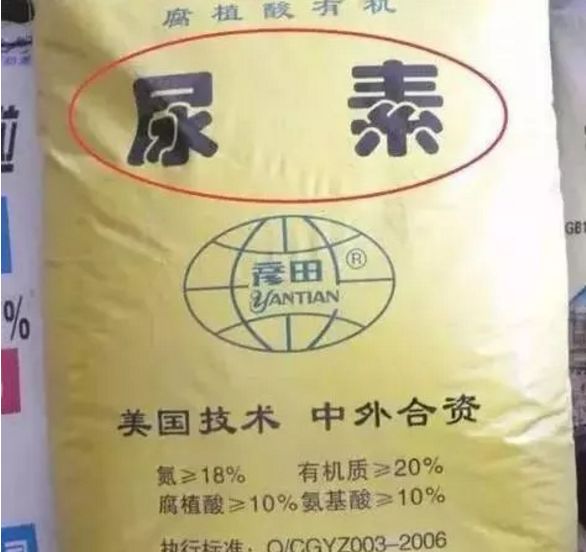 腐植酸有机
尿素
彦田®
YANTIAN
美国技术 中外合资
氮≥18% 有机质≥20%
腐植酸≥10% 氨基酸≥10%
执行标准：Q/CGYZ003-2006
粒
%
GB1